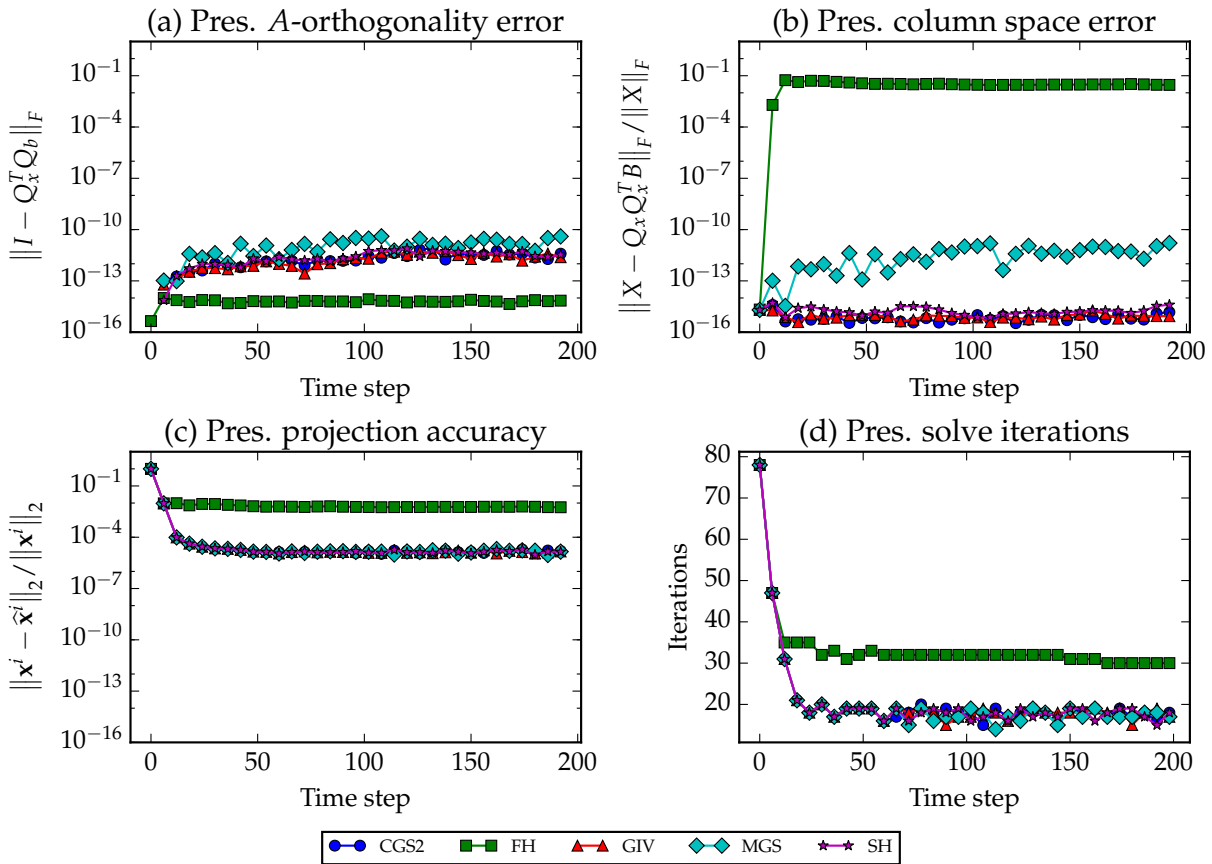 (a) Pres. A-orthogonality error
||I − Q_x^T Q_b||_F
10^{-1}
10^{-4}
10^{-7}
10^{-10}
10^{-13}
10^{-16}
0 50 100 150 200
Time step
(b) Pres. column space error
||X − Q_x Q_x^T B||_F / ||X||_F
10^{-1}
10^{-4}
10^{-7}
10^{-10}
10^{-13}
10^{-16}
0 50 100 150 200
Time step
(c) Pres. projection accuracy
||x^i − x̂^i||_2 / ||x^i||_2
10^{-1}
10^{-4}
10^{-7}
10^{-10}
10^{-13}
10^{-16}
0 50 100 150 200
Time step
(d) Pres. solve iterations
Iterations
80
70
60
50
40
30
20
0 50 100 150 200
Time step
CGS2 FH GIV MGS SH